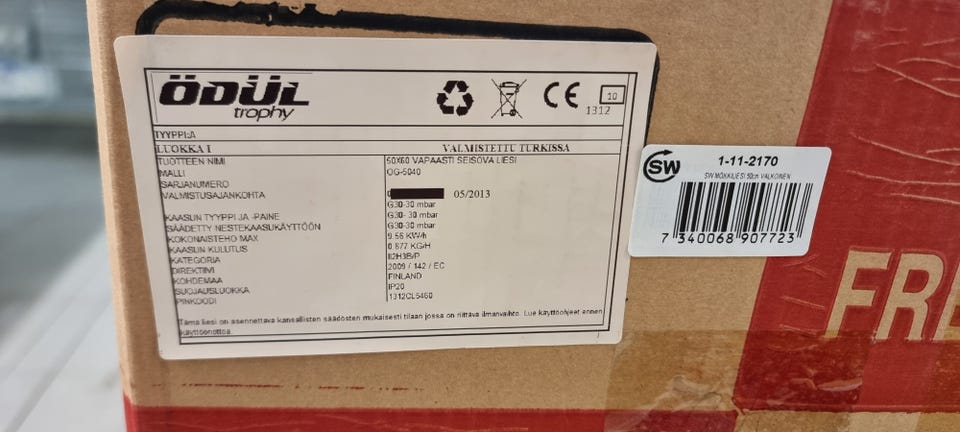 ÖDÜL
trophy
10
1312
TYYPPI:A
LUOKKA I VALMISTETTU TURKISSA
TUOTTEEN NIMI 50X60 VAPAASTI SEISOVA LIESI
MALLI OG-5040
SARJANUMERO
VALMISTUSAJANKOHTA 05/2013
G30-30 mbar
KAASUN TYYPPI JA -PAINE G30- 30 mbar
SÄÄDETTY NESTEKAASUKÄYTTÖÖN G30-30 mbar
KOKONAISTEHO MAX 9.56 KW/h
KAASUN KULUTUS 0.877 KG/H
KATEGORIA II2H3B/P
DIREKTIIVI 2009 / 142 / EC
KOHDEMAA FINLAND
SUOJAUSLUOKKA IP20
PINKOODI 1312CL5460
Tämä liesi on asennettava kansallisten säädösten mukaisesti tilaan jossa on riittävä ilmanvaihto. Lue käyttöohjeet ennen
käyttöönottoa
SW
1-11-2170
SW MÖKKILIESI 50cm VALKOINEN
7 340068 907723
FRE